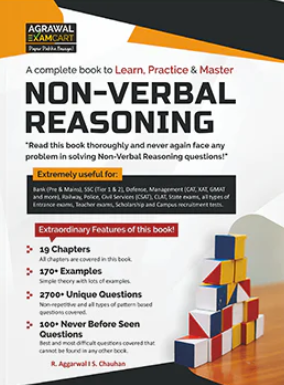 AGRAWAL
EXAMCART
Paper Pakka Fasega!
A complete book to Learn, Practice & Master
NON-VERBAL
REASONING
"Read this book thoroughly and never again face any
problem in solving Non-Verbal Reasoning questions!"
Extremely useful for:
Bank (Pre & Mains), SSC (Tier 1 & 2), Defence, Management (CAT, XAT, GMAT
and more), Railway, Police, Civil Services (CSAT), CLAT, State exams, all types of
Entrance exams, Teacher exams, Scholarship and Campus recruitment tests.
Extraordinary Features of this book!
19 Chapters
All chapters are covered in this book.
170+ Examples
Simple theory with lots of examples.
2700+ Unique Questions
Non-repetitive and all types of pattern based
questions covered.
100+ Never Before Seen
Questions
Best and most difficult questions covered that
cannot be found in any other book.
R. Aggarwal I S. Chauhan